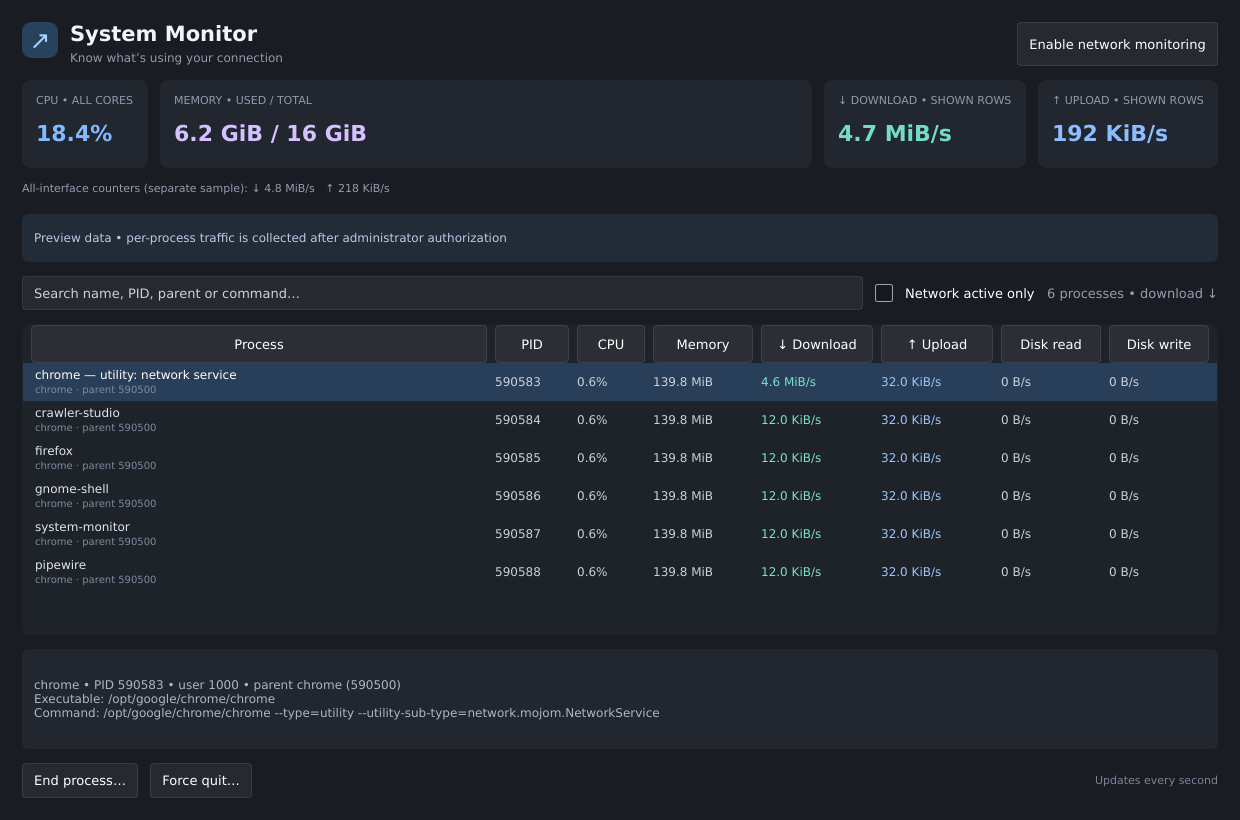 System Monitor
Know what’s using your connection
Enable network monitoring
CPU • ALL CORES
18.4%
MEMORY • USED / TOTAL
6.2 GiB / 16 GiB
↓ DOWNLOAD • SHOWN ROWS
4.7 MiB/s
↑ UPLOAD • SHOWN ROWS
192 KiB/s
All-interface counters (separate sample): ↓ 4.8 MiB/s ↑ 218 KiB/s
Preview data • per-process traffic is collected after administrator authorization
Search name, PID, parent or command…
Network active only 6 processes • download ↓
Process PID CPU Memory ↓ Download ↑ Upload Disk read Disk write
chrome — utility: network service
chrome · parent 590500
590583 0.6% 139.8 MiB 4.6 MiB/s 32.0 KiB/s 0 B/s 0 B/s
crawler-studio
chrome · parent 590500
590584 0.6% 139.8 MiB 12.0 KiB/s 32.0 KiB/s 0 B/s 0 B/s
firefox
chrome · parent 590500
590585 0.6% 139.8 MiB 12.0 KiB/s 32.0 KiB/s 0 B/s 0 B/s
gnome-shell
chrome · parent 590500
590586 0.6% 139.8 MiB 12.0 KiB/s 32.0 KiB/s 0 B/s 0 B/s
system-monitor
chrome · parent 590500
590587 0.6% 139.8 MiB 12.0 KiB/s 32.0 KiB/s 0 B/s 0 B/s
pipewire
chrome · parent 590500
590588 0.6% 139.8 MiB 12.0 KiB/s 32.0 KiB/s 0 B/s 0 B/s
chrome • PID 590583 • user 1000 • parent chrome (590500)
Executable: /opt/google/chrome/chrome
Command: /opt/google/chrome/chrome --type=utility --utility-sub-type=network.mojom.NetworkService
End process…
Force quit…
Updates every second